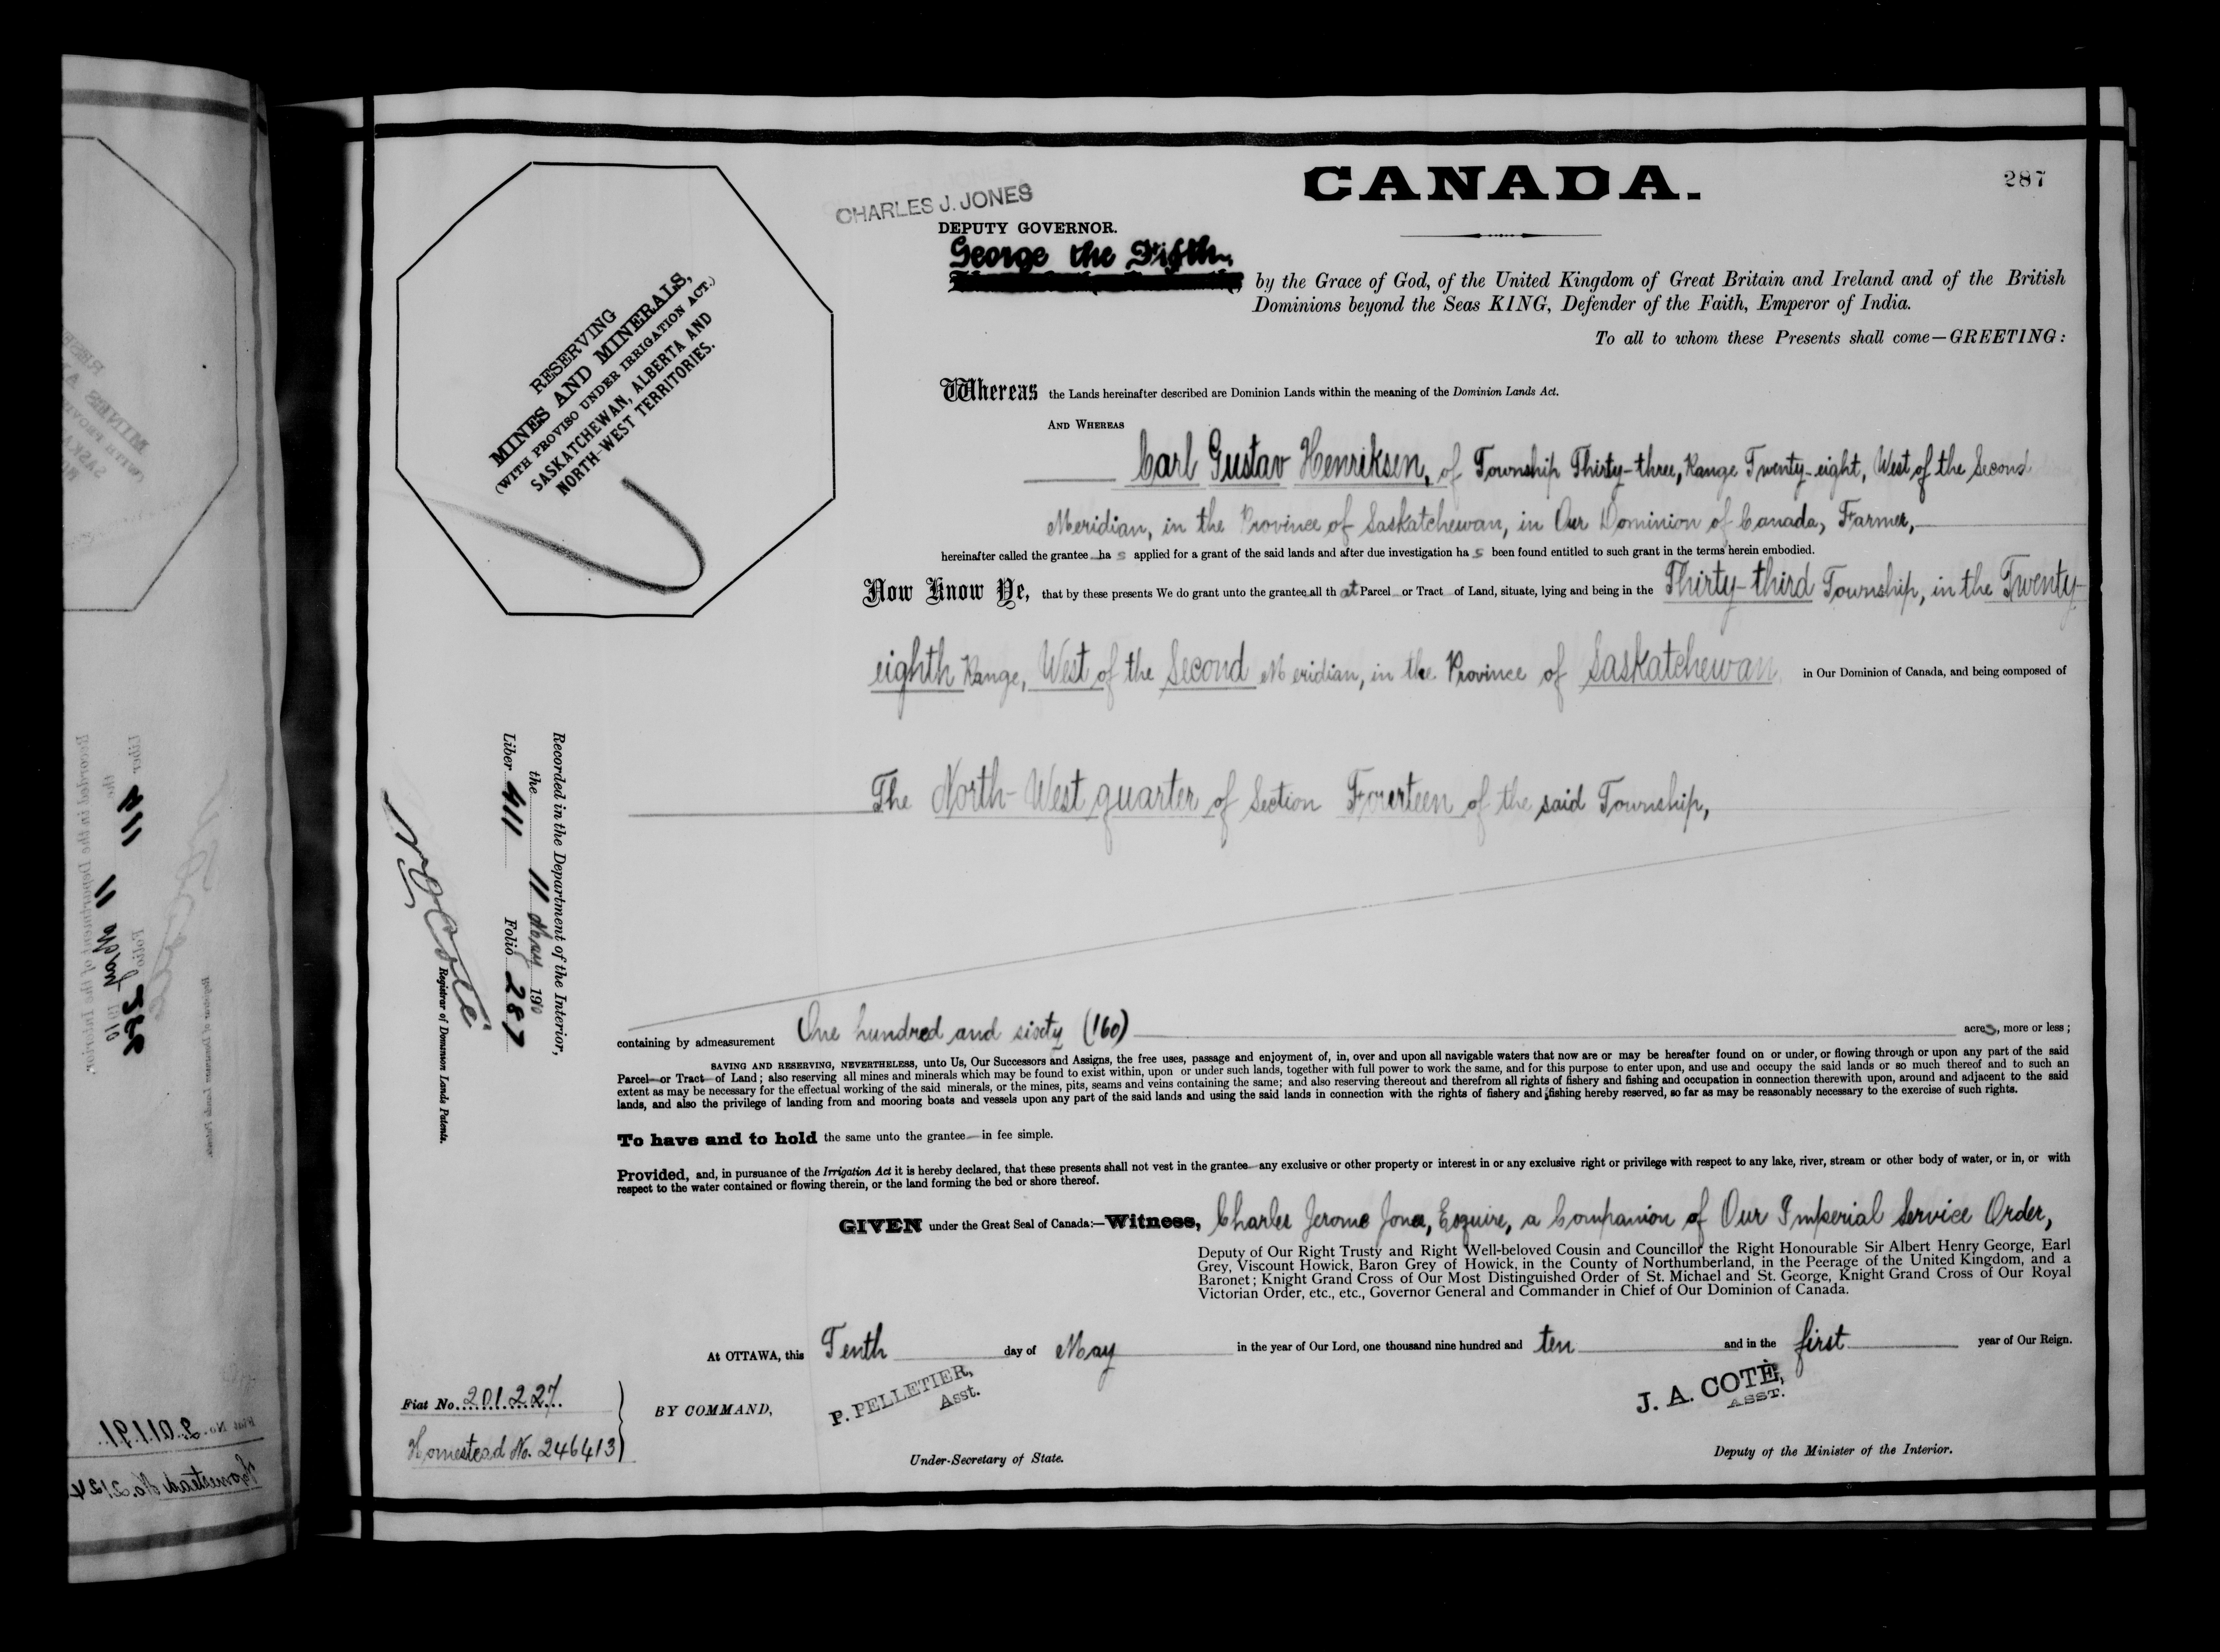 CANADA.
287
CHARLES J. JONES
DEPUTY GOVERNOR.
George the Fifth
by the Grace of God, of the United Kingdom of Great Britain and Ireland and of the British
Dominions beyond the Seas KING, Defender of the Faith, Emperor of India.
To all to whom these Presents shall come—GREETING:
RESERVING
MINES AND MINERALS,
(WITH PROVISO UNDER IRRIGATION ACT.)
SASKATCHEWAN, ALBERTA AND
NORTH-WEST TERRITORIES.
Whereas the Lands hereinafter described are Dominion Lands within the meaning of the Dominion Lands Act.
AND WHEREAS
Carl Gustav Henriksen, of Township Thirty-three, Range Twenty-eight, West of the Second
Meridian, in the Province of Saskatchewan, in Our Dominion of Canada, Farmer,
hereinafter called the grantee ha s applied for a grant of the said lands and after due investigation ha s been found entitled to such grant in the terms herein embodied.
Now Know Ye, that by these presents We do grant unto the grantee all th at Parcel or Tract of Land, situate, lying and being in the Thirty-third Township, in the Twenty-
eighth Range, West of the Second Meridian, in the Province of Saskatchewan in Our Dominion of Canada, and being composed of
The North-West quarter of Section Fourteen of the said Township,
Recorded in the Department of the Interior,
the 11 May 1910
Liber 411 Folio 287
Registrar of Dominion Lands Patents.
containing by admeasurement One hundred and sixty (160) acres, more or less;
SAVING AND RESERVING, NEVERTHELESS, unto Us, Our Successors and Assigns, the free uses, passage and enjoyment of, in, over and upon all navigable waters that now are or may be hereafter found on or under, or flowing through or upon any part of the said
Parcel or Tract of Land; also reserving all mines and minerals which may be found to exist within, upon or under such lands, together with full power to work the same, and for this purpose to enter upon, and use and occupy the said lands or so much thereof and to such an
extent as may be necessary for the effectual working of the said minerals, or the mines, pits, seams and veins containing the same; and also reserving thereout and therefrom all rights of fishery and fishing and occupation in connection therewith upon, around and adjacent to the said
lands, and also the privilege of landing from and mooring boats and vessels upon any part of the said lands and using the said lands in connection with the rights of fishery and fishing hereby reserved, so far as may be reasonably necessary to the exercise of such rights.
To have and to hold the same unto the grantee in fee simple.
Provided, and, in pursuance of the Irrigation Act it is hereby declared, that these presents shall not vest in the grantee any exclusive or other property or interest in or any exclusive right or privilege with respect to any lake, river, stream or other body of water, or in, or with
respect to the water contained or flowing therein, or the land forming the bed or shore thereof.
GIVEN under the Great Seal of Canada:—Witness, Charles Jerome Jones, Esquire, a Companion of Our Imperial Service Order,
Deputy of Our Right Trusty and Right Well-beloved Cousin and Councillor the Right Honourable Sir Albert Henry George, Earl
Grey, Viscount Howick, Baron Grey of Howick, in the County of Northumberland, in the Peerage of the United Kingdom, and a
Baronet; Knight Grand Cross of Our Most Distinguished Order of St. Michael and St. George, Knight Grand Cross of Our Royal
Victorian Order, etc., etc., Governor General and Commander in Chief of Our Dominion of Canada.
At OTTAWA, this Tenth day of May in the year of Our Lord, one thousand nine hundred and ten and in the first year of Our Reign.
Fiat No. 201227
Homestead No. 246413
BY COMMAND,
P. PELLETIER,
Asst.
Under-Secretary of State.
J. A. COTÉ,
ASST.
Deputy of the Minister of the Interior.